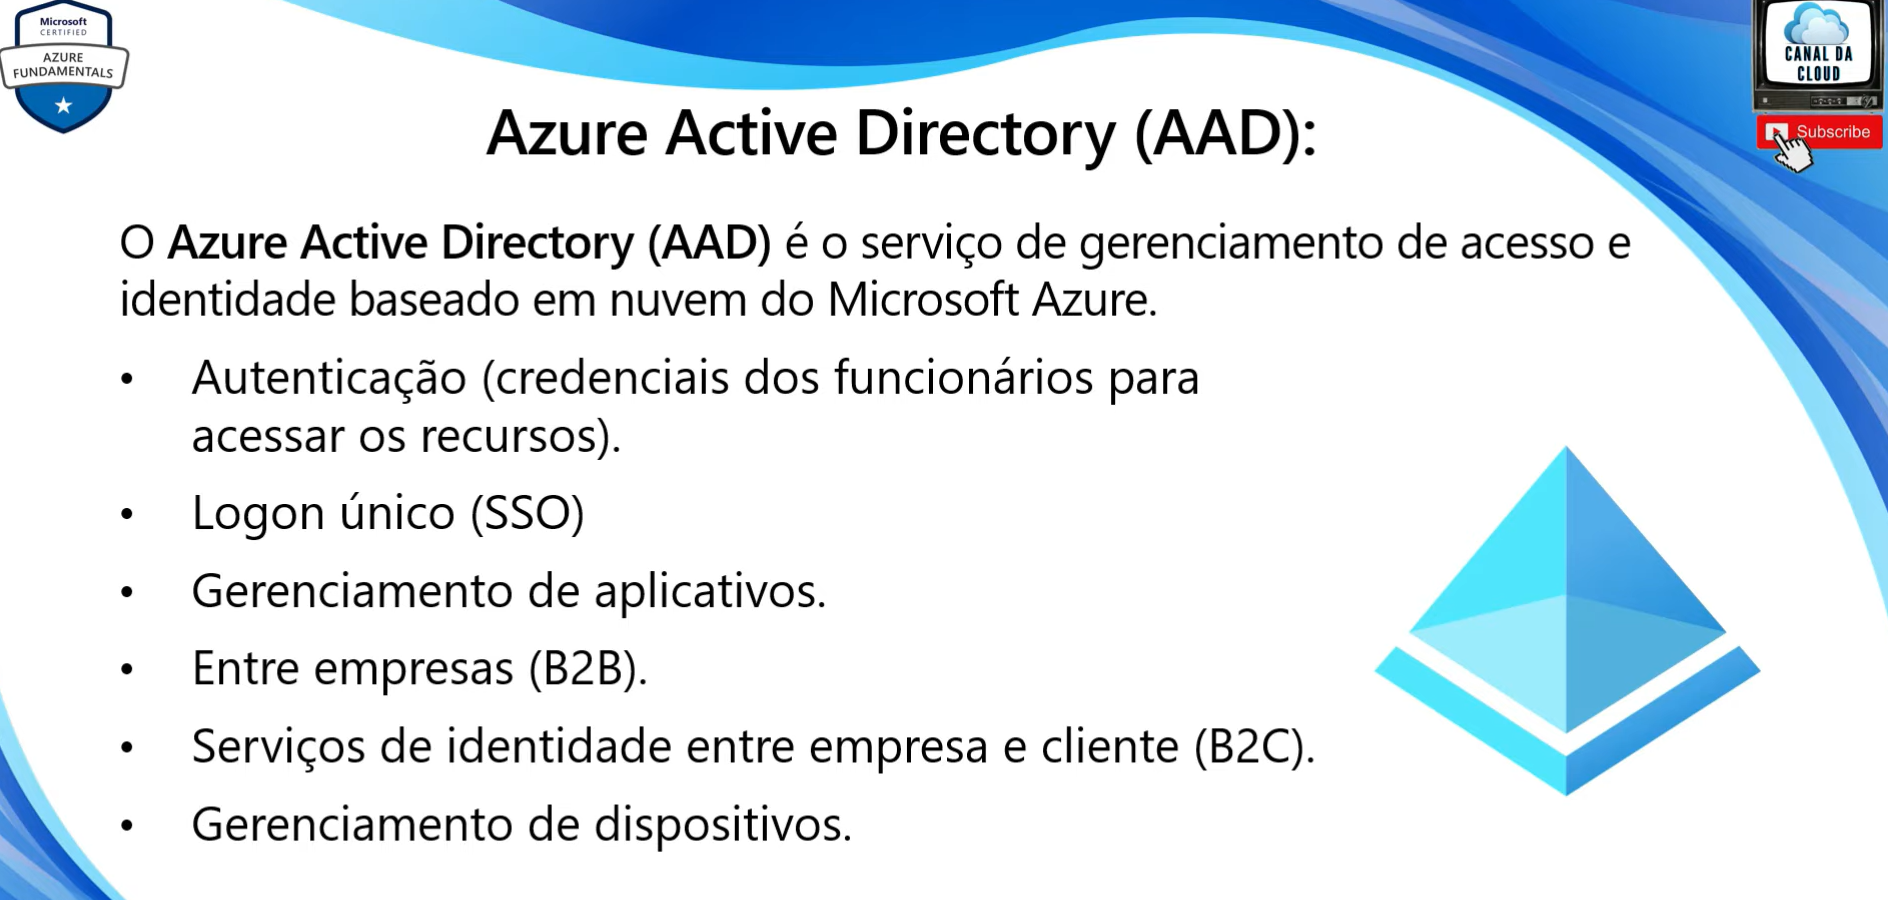 Microsoft
CERTIFIED
AZURE
FUNDAMENTALS
CANAL DA
CLOUD
Subscribe
Azure Active Directory (AAD):
O Azure Active Directory (AAD) é o serviço de gerenciamento de acesso e
identidade baseado em nuvem do Microsoft Azure.
• Autenticação (credenciais dos funcionários para
acessar os recursos).
• Logon único (SSO)
• Gerenciamento de aplicativos.
• Entre empresas (B2B).
• Serviços de identidade entre empresa e cliente (B2C).
• Gerenciamento de dispositivos.